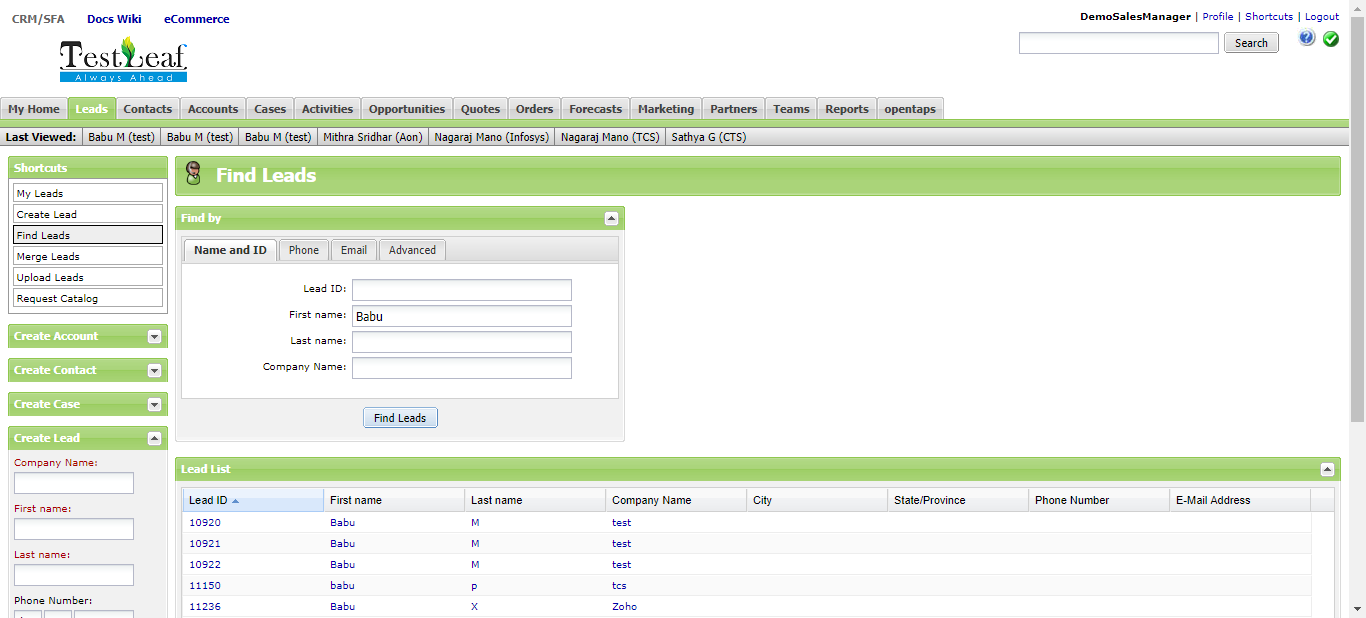 CRM/SFA Docs Wiki eCommerce
DemoSalesManager | Profile | Shortcuts | Logout
TestLeaf
Always Ahead
Search ?
My Home Leads Contacts Accounts Cases Activities Opportunities Quotes Orders Forecasts Marketing Partners Teams Reports opentaps
Last Viewed: Babu M (test) Babu M (test) Babu M (test) Mithra Sridhar (Aon) Nagaraj Mano (Infosys) Nagaraj Mano (TCS) Sathya G (CTS)
Shortcuts
My Leads
Create Lead
Find Leads
Merge Leads
Upload Leads
Request Catalog
Create Account
Create Contact
Create Case
Create Lead
Company Name:
First name:
Last name:
Phone Number:
Find Leads
Find by
Name and ID Phone Email Advanced
Lead ID:
First name: Babu
Last name:
Company Name:
Find Leads
Lead List
Lead ID First name Last name Company Name City State/Province Phone Number E-Mail Address
10920 Babu M test
10921 Babu M test
10922 Babu M test
11150 babu p tcs
11236 Babu X Zoho